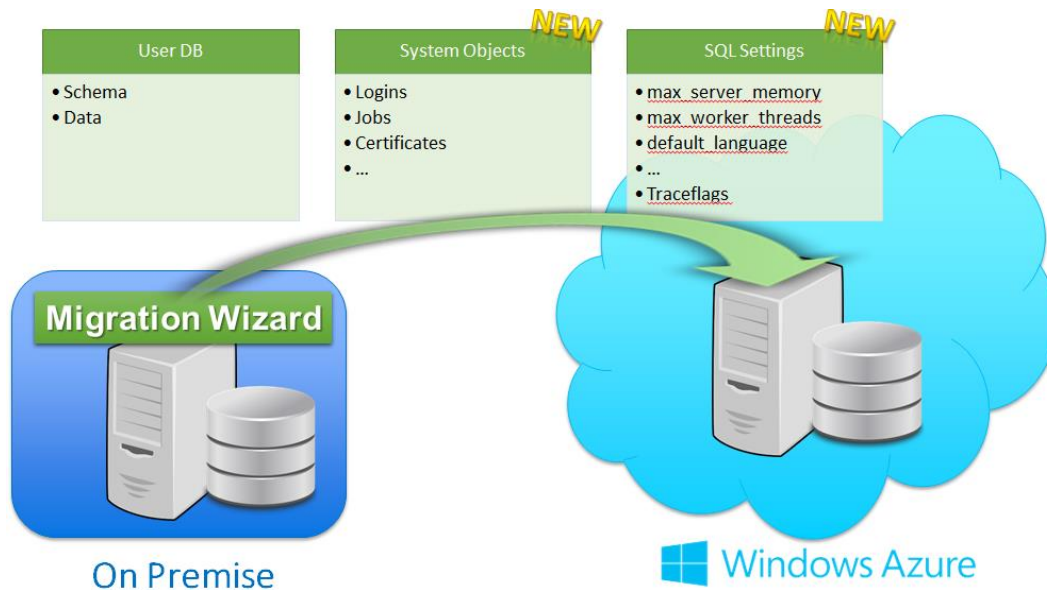 NEW
NEW
User DB
• Schema
• Data
System Objects
• Logins
• Jobs
• Certificates
• ...
SQL Settings
• max_server_memory
• max_worker_threads
• default_language
• ...
• Traceflags
Migration Wizard
On Premise
Windows Azure